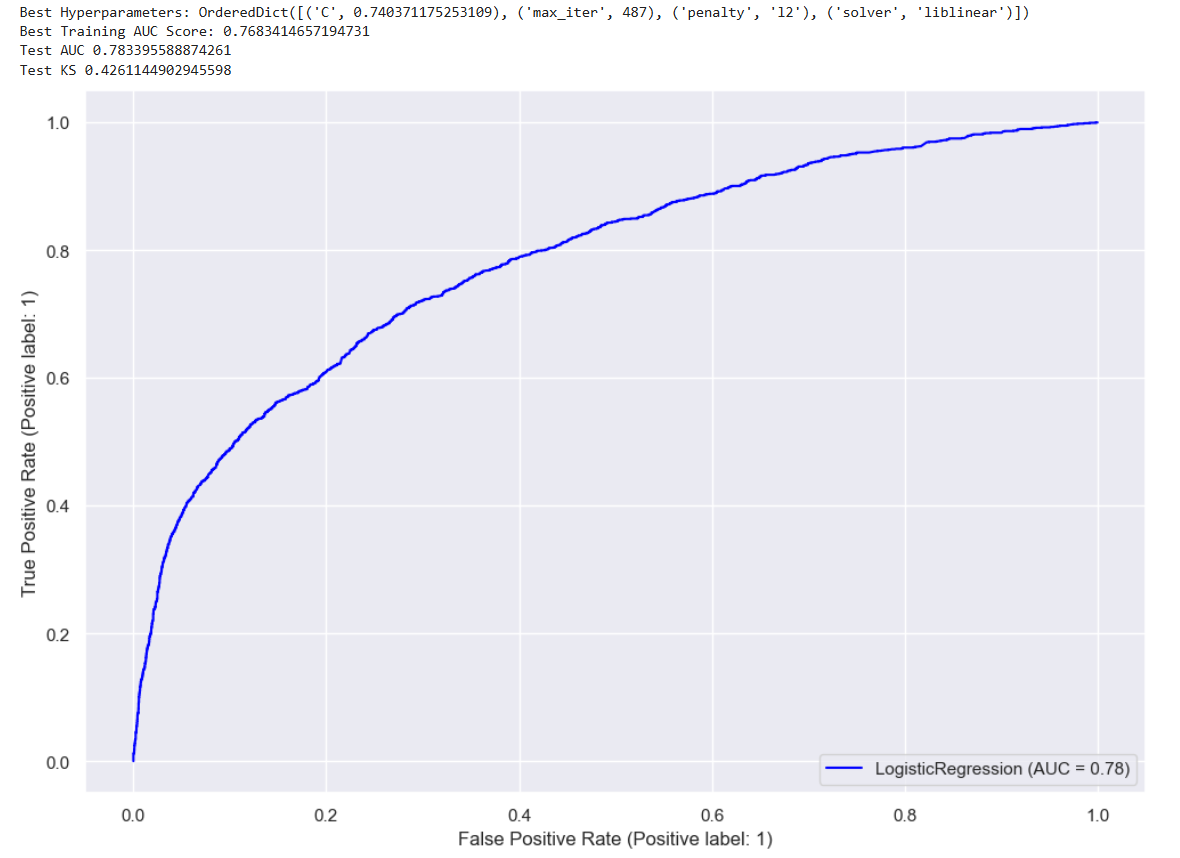 Best Hyperparameters: OrderedDict([('C', 0.740371175253109), ('max_iter', 487), ('penalty', 'l2'), ('solver', 'liblinear')])
Best Training AUC Score: 0.7683414657194731
Test AUC 0.783395588874261
Test KS 0.4261144902945598
1.0
0.8
0.6
0.4
0.2
0.0
True Positive Rate (Positive label: 1)
LogisticRegression (AUC = 0.78)
0.0 0.2 0.4 0.6 0.8 1.0
False Positive Rate (Positive label: 1)